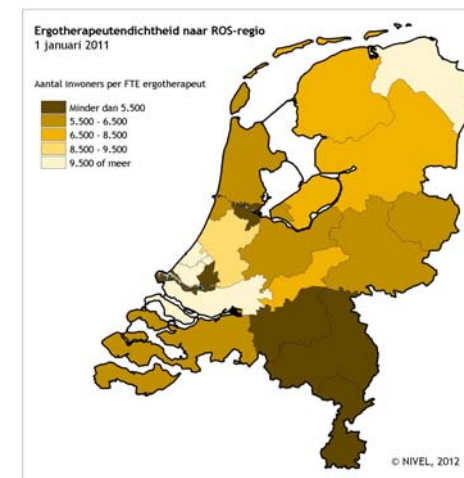 Ergotherapeutendichtheid naar ROS-regio
1 januari 2011
Aantal inwoners per FTE ergotherapeut
Minder dan 5.500
5.500 - 6.500
6.500 - 8.500
8.500 - 9.500
9.500 of meer
© NIVEL, 2012